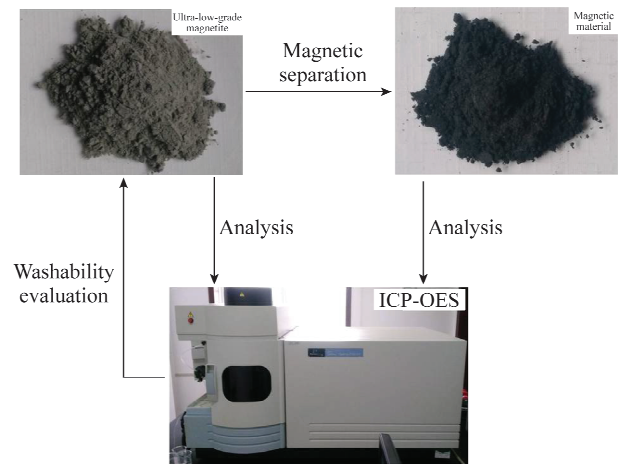 Ultra-low-grade
magnetite
Magnetic
separation
Magnetic
material
Analysis
Analysis
Washability
evaluation
ICP-OES